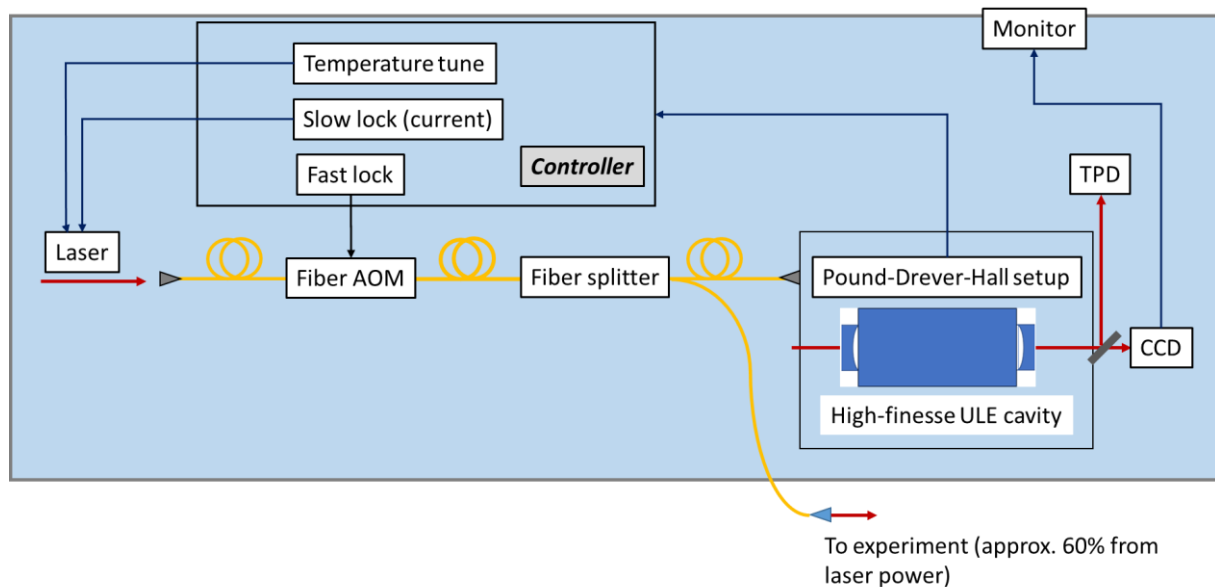 Monitor
Temperature tune
Slow lock (current)
Controller
Fast lock
TPD
Laser
Fiber AOM
Fiber splitter
Pound-Drever-Hall setup
CCD
High-finesse ULE cavity
To experiment (approx. 60% from
laser power)